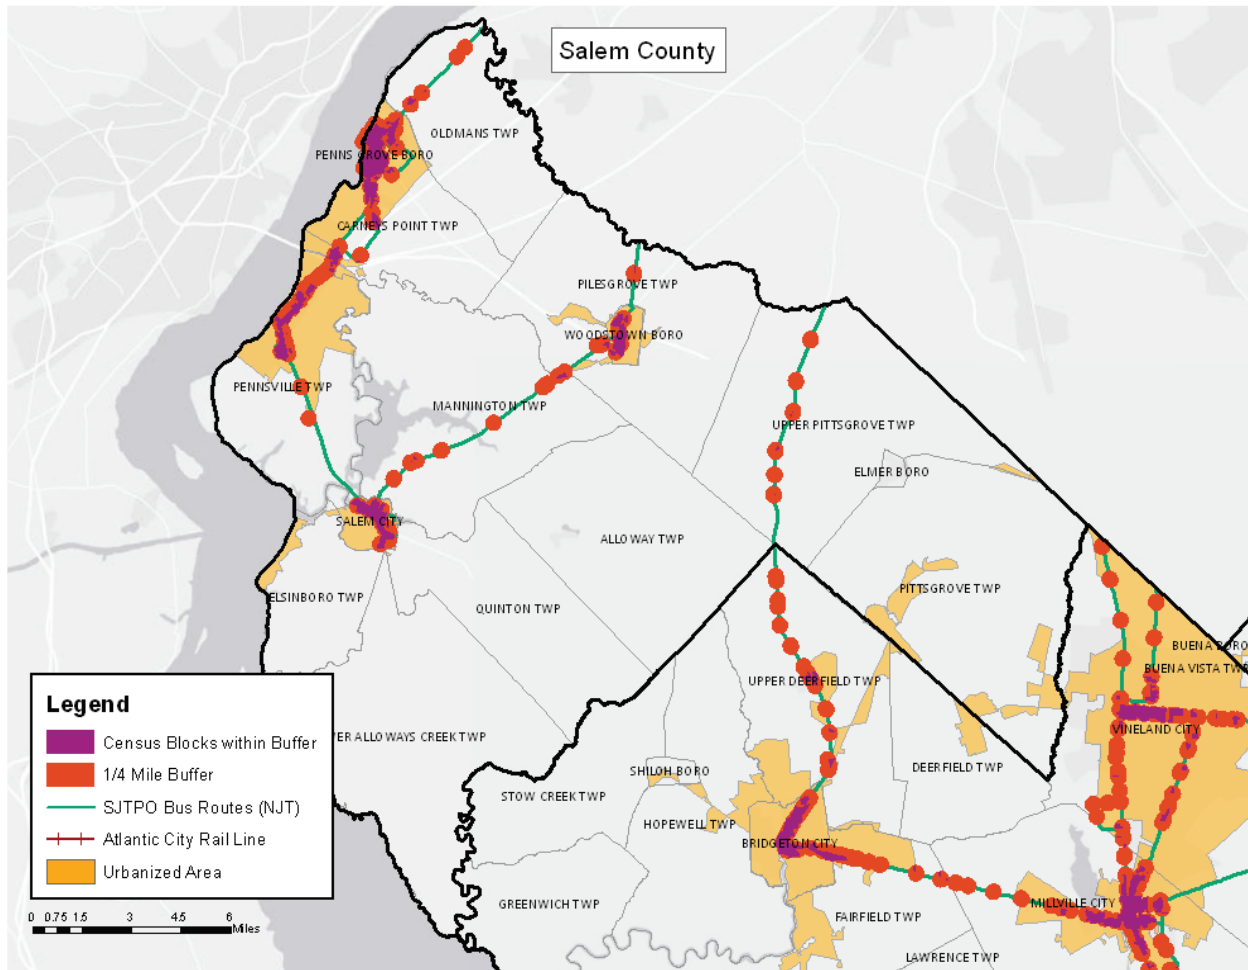 Salem County
OLDMANS TWP
PENNS GROVE BORO
CARNEYS POINT TWP
PILESGROVE TWP
WOODSTOWN BORO
PENNSVILLE TWP
MANNINGTON TWP
UPPER PITTSGROVE TWP
ELMER BORO
SALEM CITY
ALLOWAY TWP
PITTSGROVE TWP
ELSINBORO TWP
QUINTON TWP
BUENA BORO
BUENA VISTA TWP
UPPER DEERFIELD TWP
VINELAND CITY
VER ALLOWAYS CREEK TWP
SHILOH BORO
DEERFIELD TWP
STOW CREEK TWP
HOPEWELL TWP
BRIDGETON CITY
GREENWICH TWP
MILLVILLE CITY
FAIRFIELD TWP
LAWRENCE TWP
Legend
Census Blocks within Buffer
1/4 Mile Buffer
SJTPO Bus Routes (NJT)
Atlantic City Rail Line
Urbanized Area
0 0.75 1.5 3 4.5 6
Miles